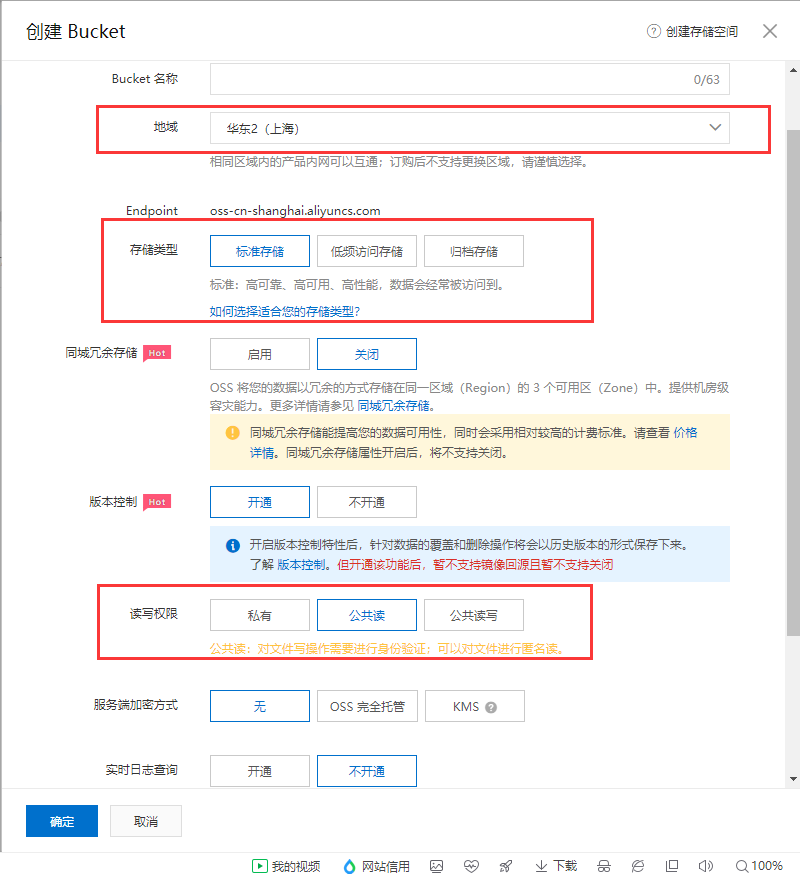 创建 Bucket
创建存储空间
Bucket 名称
0/63
地域
华东2（上海）
相同区域内的产品内网可以互通；订购后不支持更换区域，请谨慎选择。
Endpoint
oss-cn-shanghai.aliyuncs.com
存储类型
标准存储
低频访问存储
归档存储
标准：高可靠、高可用、高性能，数据会经常被访问到。
如何选择适合您的存储类型?
同城冗余存储 Hot
启用
关闭
OSS 将您的数据以冗余的方式存储在同一区域（Region）的 3 个可用区（Zone）中。提供机房级
容灾能力。更多详情请参见 同城冗余存储。
同城冗余存储能提高您的数据可用性，同时会采用相对较高的计费标准。请查看 价格
详情。同城冗余存储属性开启后，将不支持关闭。
版本控制 Hot
开通
不开通
开启版本控制特性后，针对数据的覆盖和删除操作将会以历史版本的形式保存下来。
了解 版本控制。但开通该功能后，暂不支持镜像回源且暂不支持关闭
读写权限
私有
公共读
公共读写
公共读：对文件写操作需要进行身份验证；可以对文件进行匿名读。
服务端加密方式
无
OSS 完全托管
KMS
实时日志查询
开通
不开通
确定
取消
我的视频
网站信用
下载
100%